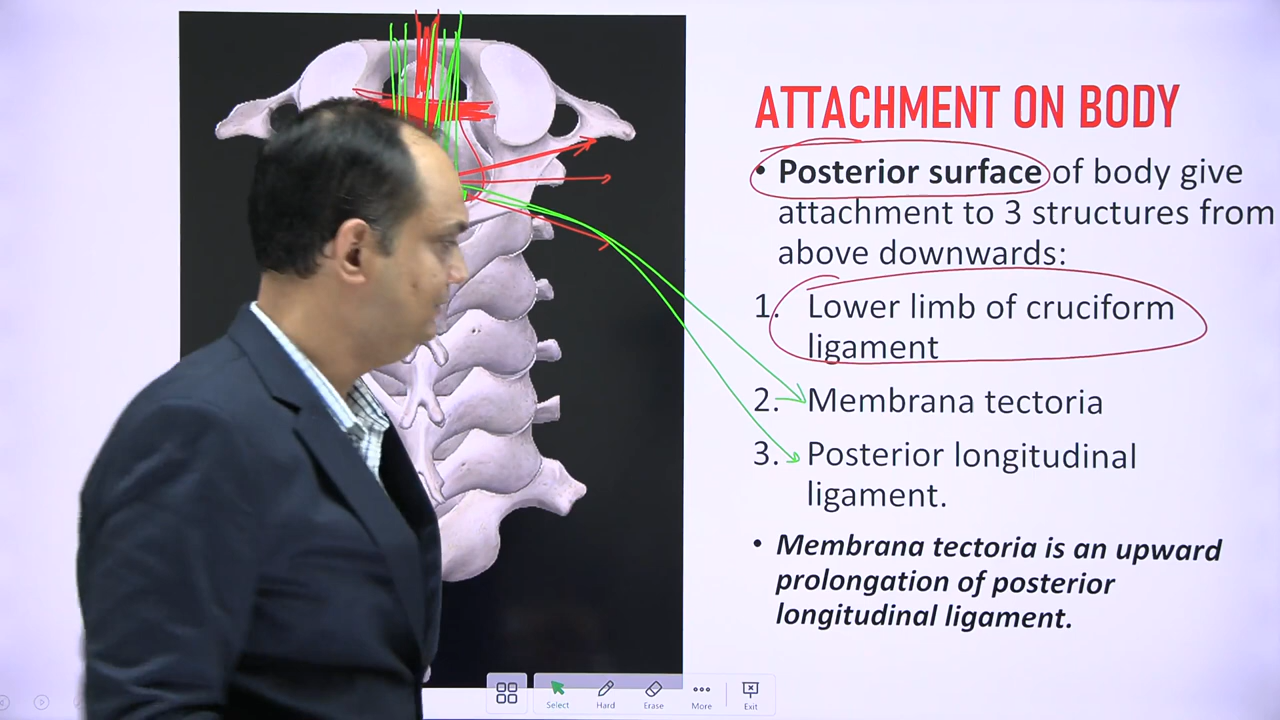 ATTACHMENT ON BODY
• Posterior surface of body give
attachment to 3 structures from
above downwards:
1. Lower limb of cruciform
ligament
2. Membrana tectoria
3. Posterior longitudinal
ligament.
• Membrana tectoria is an upward
prolongation of posterior
longitudinal ligament.
Select Hard Erase More Exit